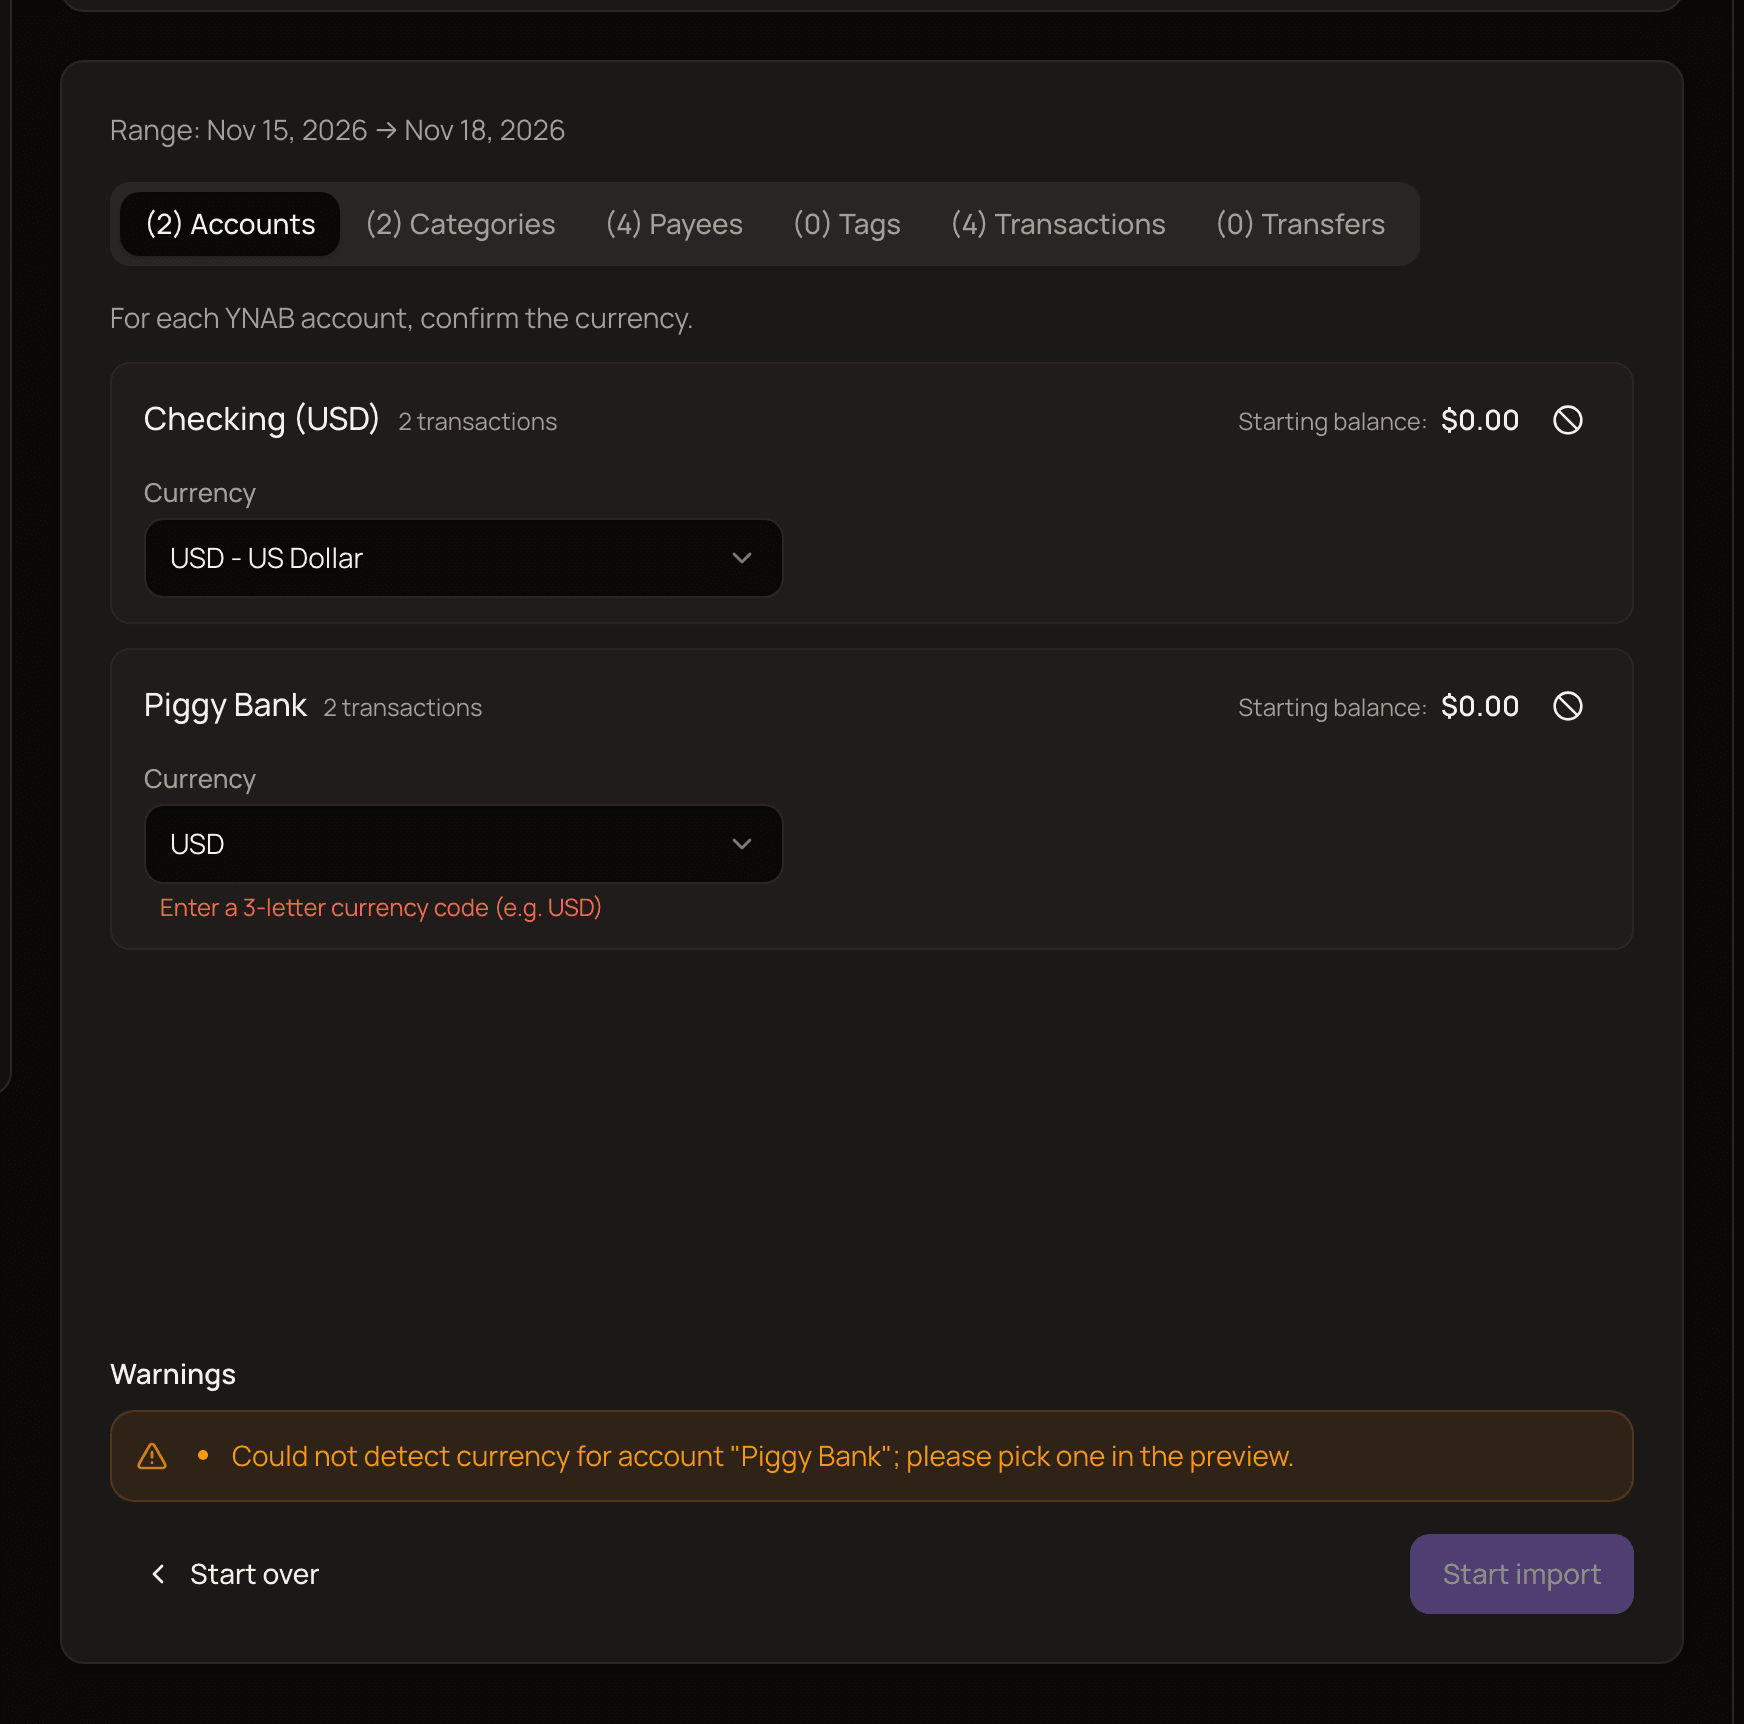 Range: Nov 15, 2026 → Nov 18, 2026
(2) Accounts (2) Categories (4) Payees (0) Tags (4) Transactions (0) Transfers
For each YNAB account, confirm the currency.
Checking (USD) 2 transactions Starting balance: $0.00
Currency
USD - US Dollar
Piggy Bank 2 transactions Starting balance: $0.00
Currency
USD
Enter a 3-letter currency code (e.g. USD)
Warnings
• Could not detect currency for account "Piggy Bank"; please pick one in the preview.
Start over Start import